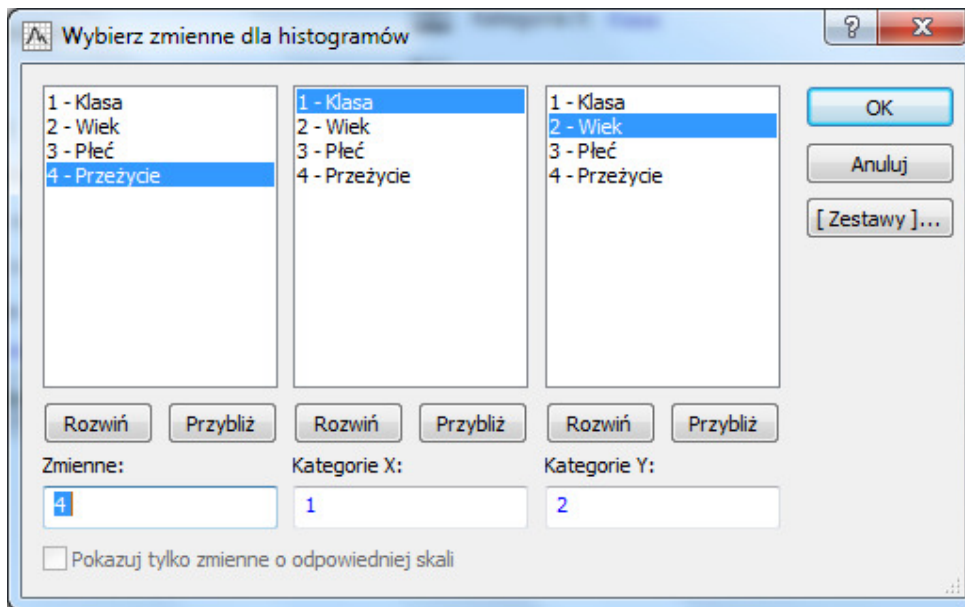 Wybierz zmienne dla histogramów
1 - Klasa
2 - Wiek
3 - Płeć
4 - Przeżycie
1 - Klasa
2 - Wiek
3 - Płeć
4 - Przeżycie
1 - Klasa
2 - Wiek
3 - Płeć
4 - Przeżycie
OK
Anuluj
[ Zestawy ]...
Rozwiń Przybliż Rozwiń Przybliż Rozwiń Przybliż
Zmienne: Kategorie X: Kategorie Y:
4 1 2
Pokazuj tylko zmienne o odpowiedniej skali